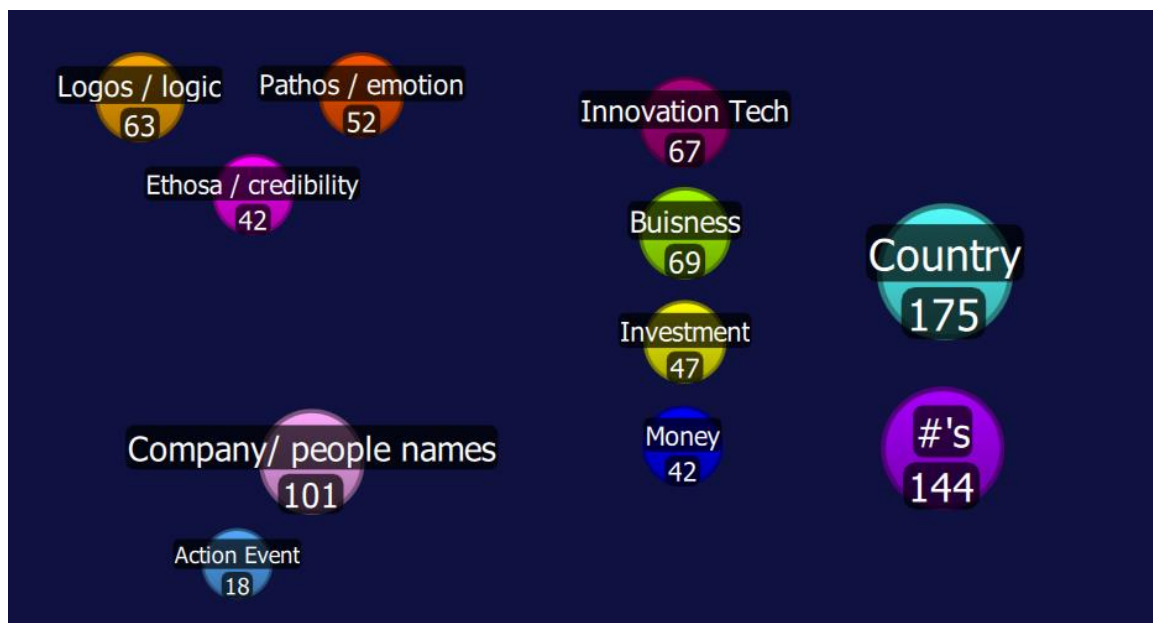 Logos / logic
63
Pathos / emotion
52
Ethosa / credibility
42
Innovation Tech
67
Buisness
69
Investment
47
Money
42
Country
175
#'s
144
Company/ people names
101
Action Event
18